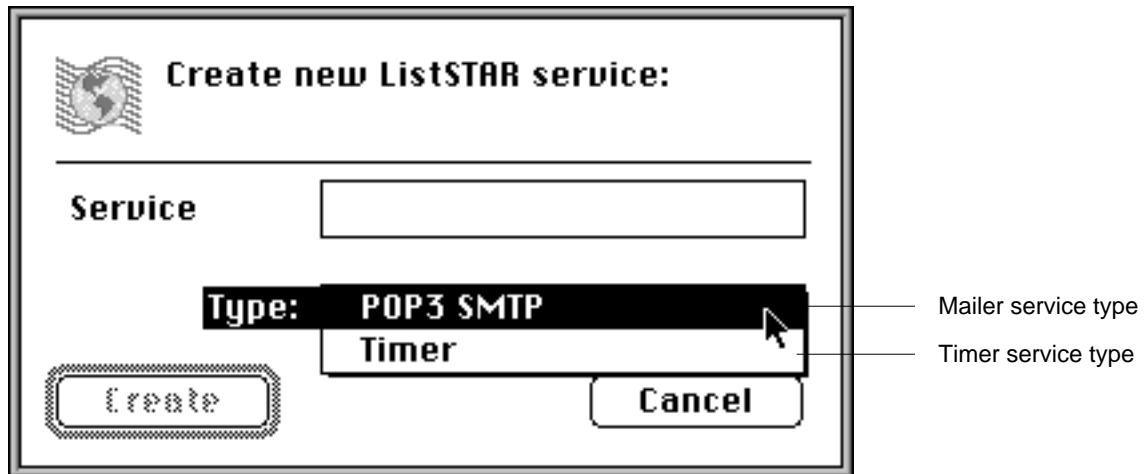 Create new ListSTAR service:
Service
Type: POP3 SMTP
Mailer service type
Timer
Timer service type
Create
Cancel